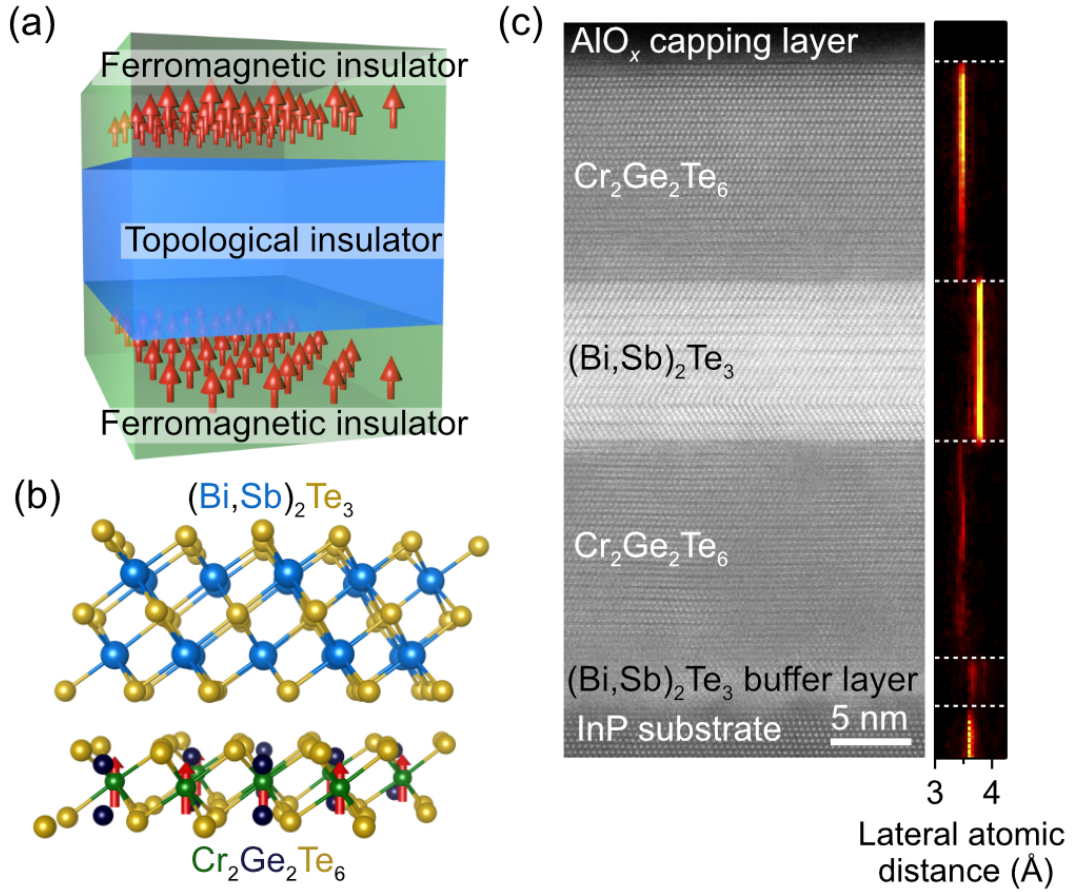 (a)
Ferromagnetic insulator
Topological insulator
Ferromagnetic insulator
(b)
(Bi,Sb)₂Te₃
Cr₂Ge₂Te₆
(c)
AlOₓ capping layer
Cr₂Ge₂Te₆
(Bi,Sb)₂Te₃
Cr₂Ge₂Te₆
(Bi,Sb)₂Te₃ buffer layer
InP substrate
5 nm
3 4
Lateral atomic
distance (Å)